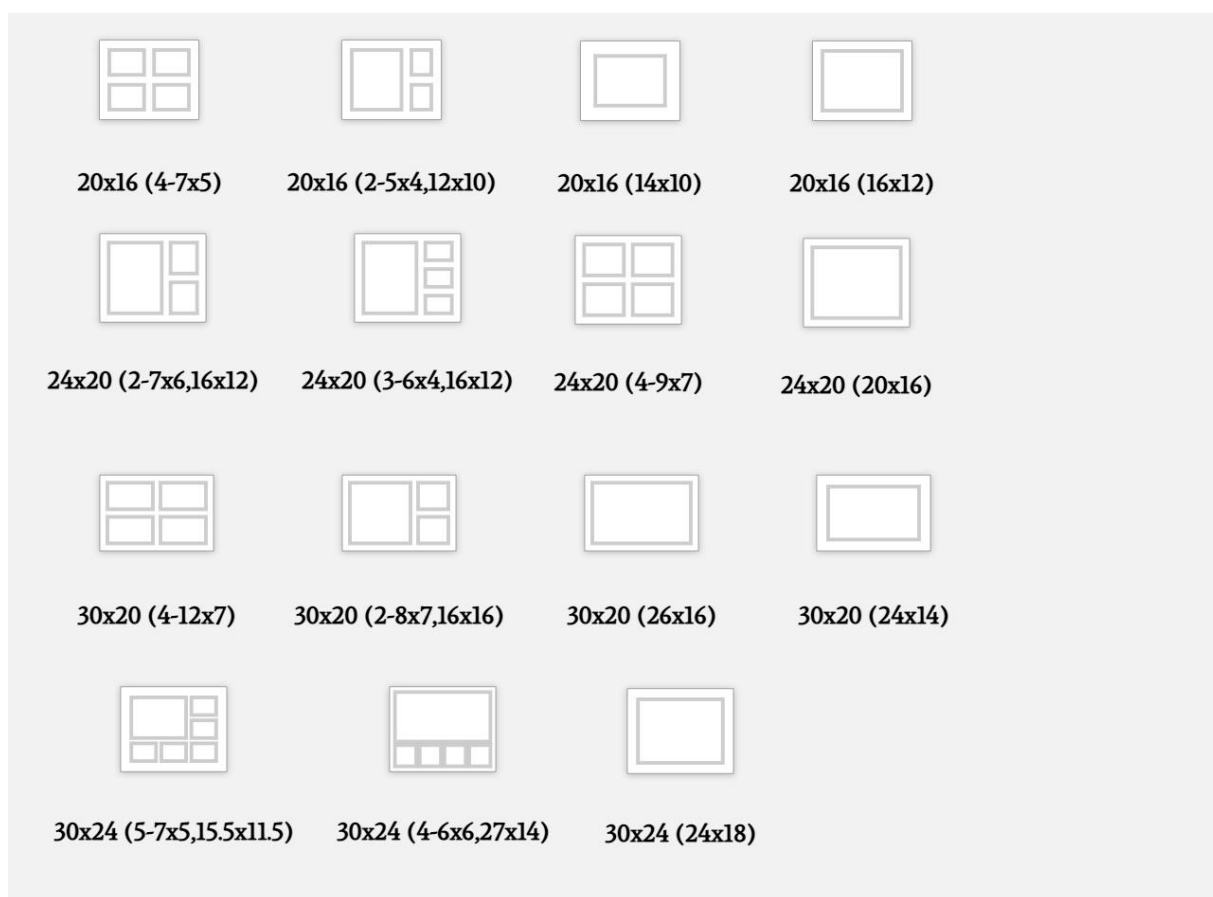 20x16 (4-7x5)
20x16 (2-5x4,12x10)
20x16 (14x10)
20x16 (16x12)
24x20 (2-7x6,16x12)
24x20 (3-6x4,16x12)
24x20 (4-9x7)
24x20 (20x16)
30x20 (4-12x7)
30x20 (2-8x7,16x16)
30x20 (26x16)
30x20 (24x14)
30x24 (5-7x5,15.5x11.5)
30x24 (4-6x6,27x14)
30x24 (24x18)